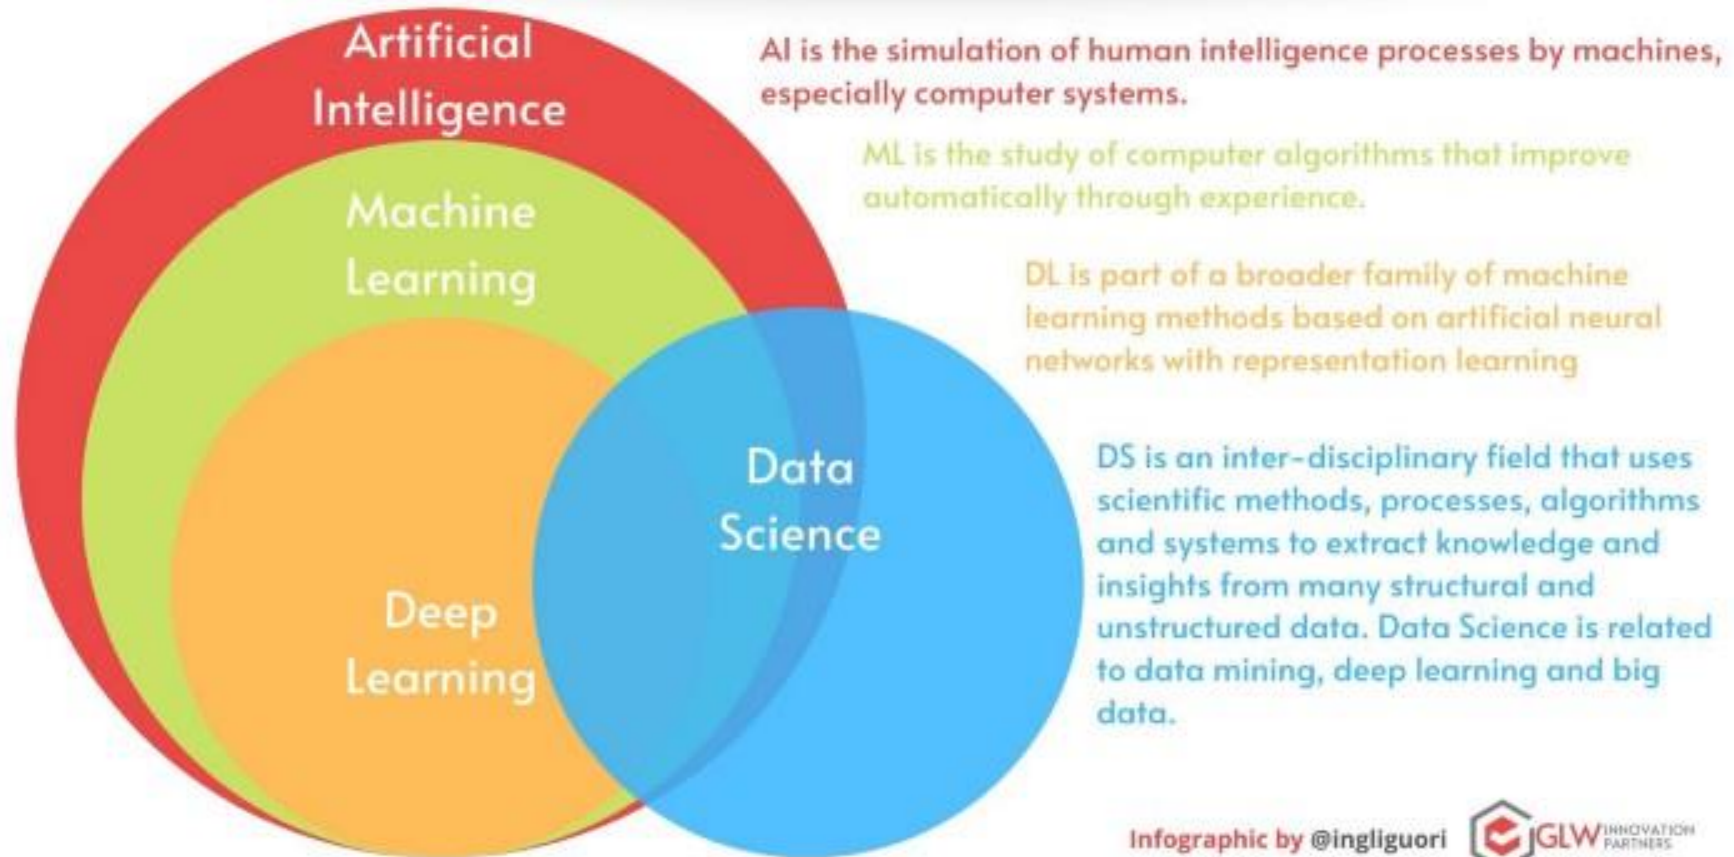 Artificial
Intelligence
Machine
Learning
Deep
Learning
Data
Science
AI is the simulation of human intelligence processes by machines,
especially computer systems.
ML is the study of computer algorithms that improve
automatically through experience.
DL is part of a broader family of machine
learning methods based on artificial neural
networks with representation learning
DS is an inter-disciplinary field that uses
scientific methods, processes, algorithms
and systems to extract knowledge and
insights from many structural and
unstructured data. Data Science is related
to data mining, deep learning and big
data.
Infographic by @ingliguori
GLW INNOVATION
PARTNERS